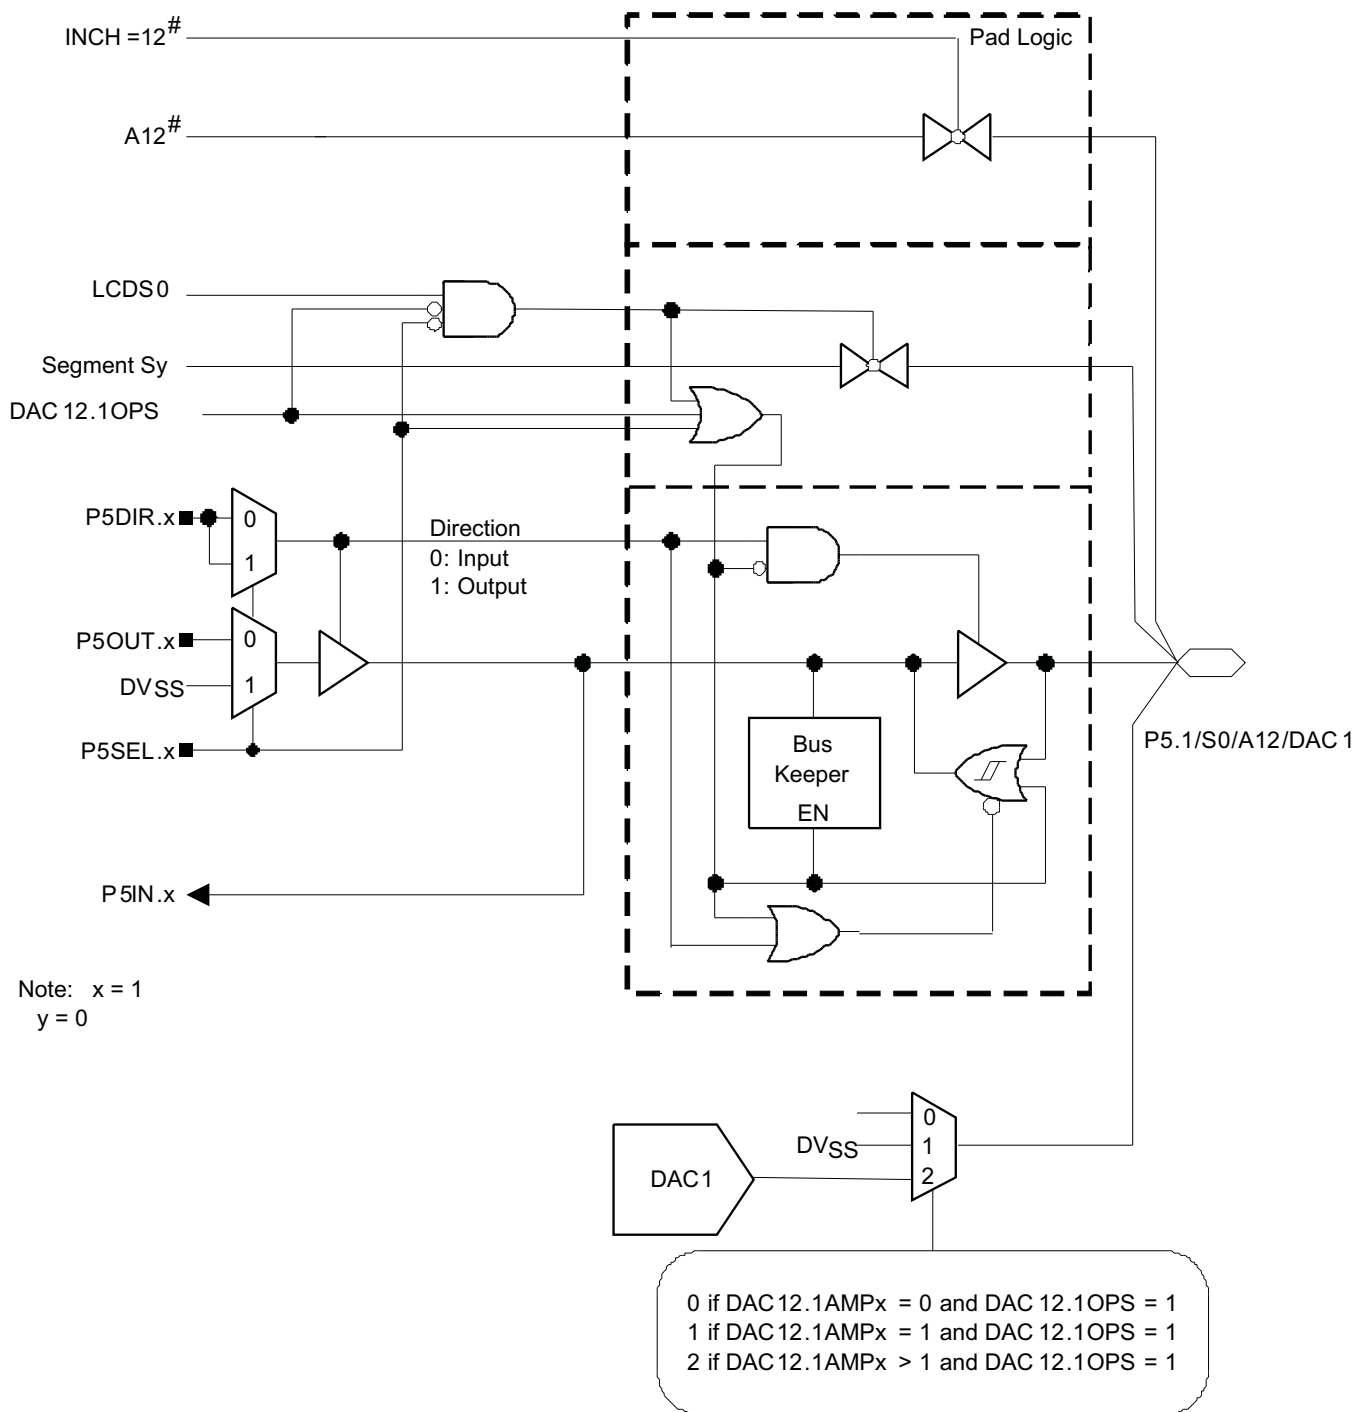 INCH =12#
Pad Logic
A12#
LCDS0
Segment Sy
DAC12.1OPS
P5DIR.x
0
1
Direction
0: Input
1: Output
P5OUT.x
0
DVSS
1
P5SEL.x
Bus
Keeper
EN
P5.1/S0/A12/DAC1
P5IN.x
Note: x = 1
y = 0
0
DVSS
1
2
DAC1
0 if DAC12.1AMPx = 0 and DAC12.1OPS = 1
1 if DAC12.1AMPx = 1 and DAC12.1OPS = 1
2 if DAC12.1AMPx > 1 and DAC12.1OPS = 1